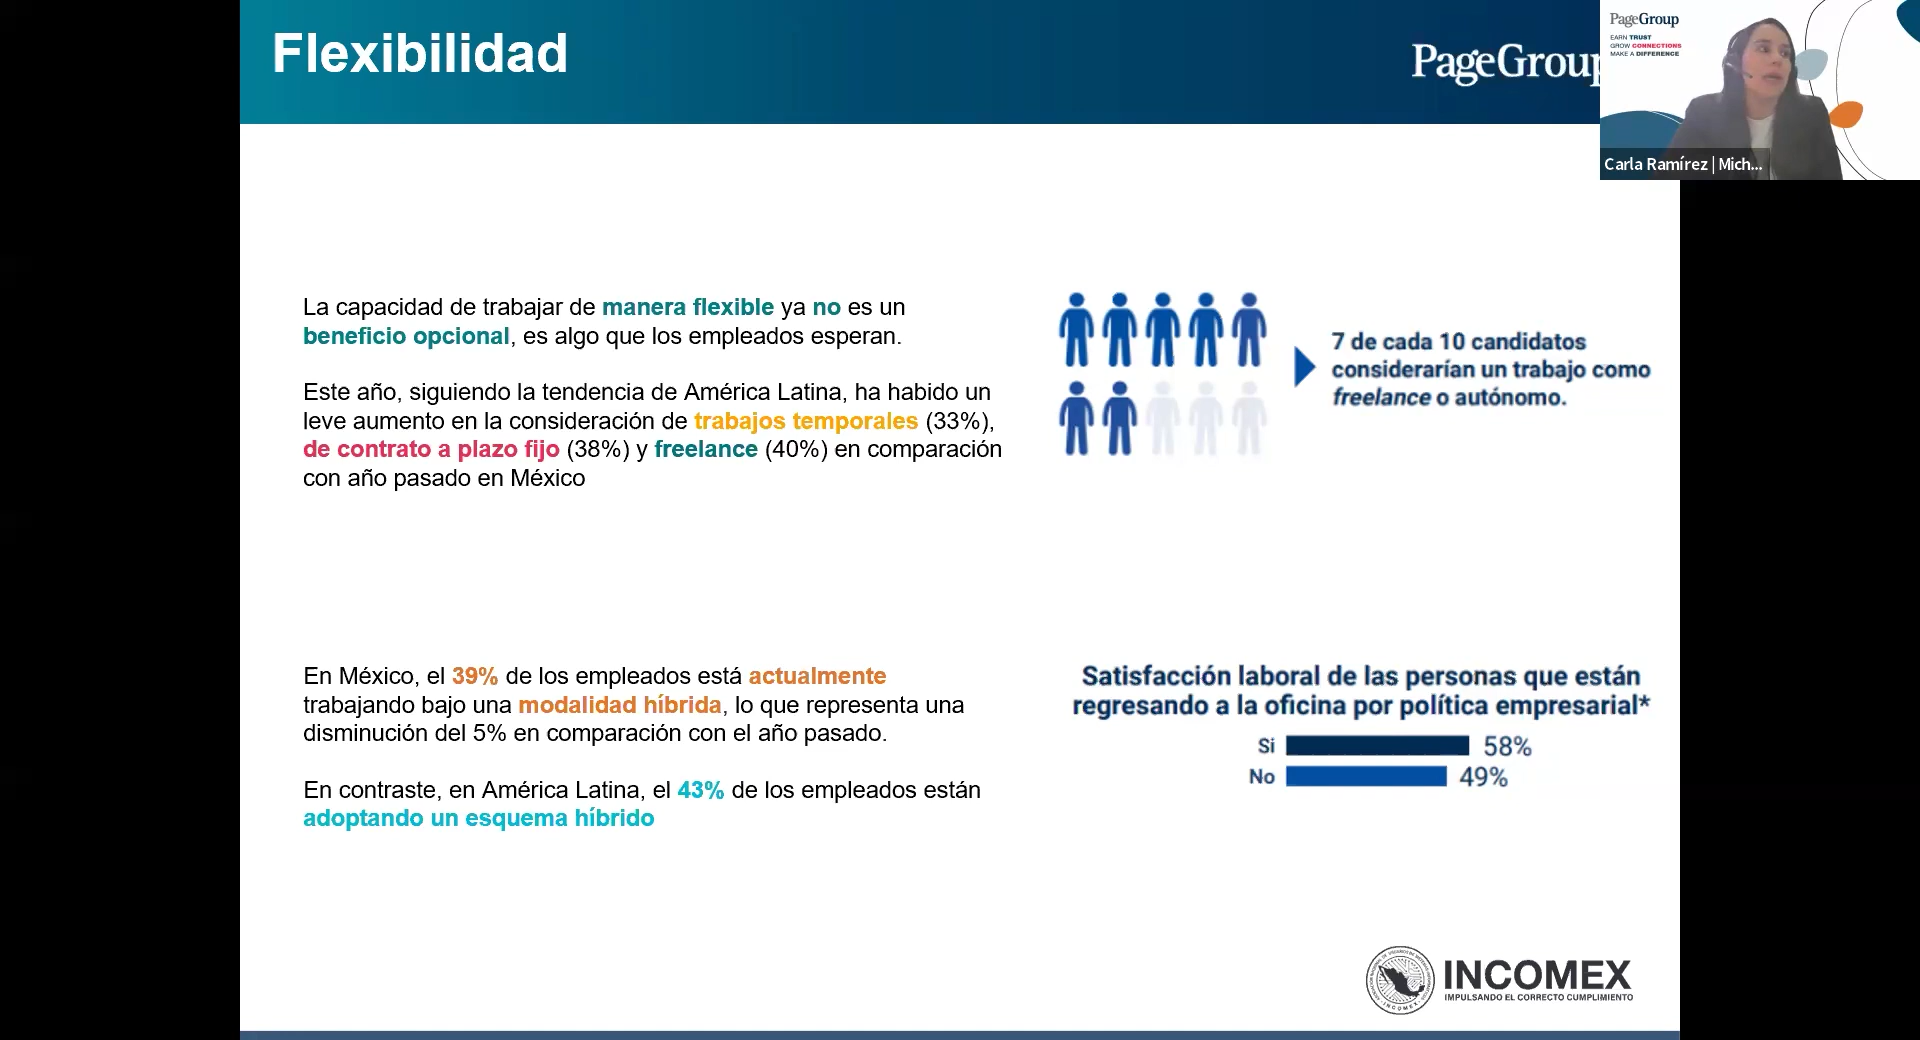 Flexibilidad
PageGroup
PageGroup
EARN TRUST
GROW CONNECTIONS
MAKE A DIFFERENCE
Carla Ramírez | Mich...
La capacidad de trabajar de manera flexible ya no es un
beneficio opcional, es algo que los empleados esperan.
Este año, siguiendo la tendencia de América Latina, ha habido un
leve aumento en la consideración de trabajos temporales (33%),
de contrato a plazo fijo (38%) y freelance (40%) en comparación
con año pasado en México
7 de cada 10 candidatos
considerarían un trabajo como
freelance o autónomo.
En México, el 39% de los empleados está actualmente
trabajando bajo una modalidad híbrida, lo que representa una
disminución del 5% en comparación con el año pasado.
En contraste, en América Latina, el 43% de los empleados están
adoptando un esquema híbrido
Satisfacción laboral de las personas que están
regresando a la oficina por política empresarial*
Si 58%
No 49%
INCOMEX
IMPULSANDO EL CORRECTO CUMPLIMIENTO